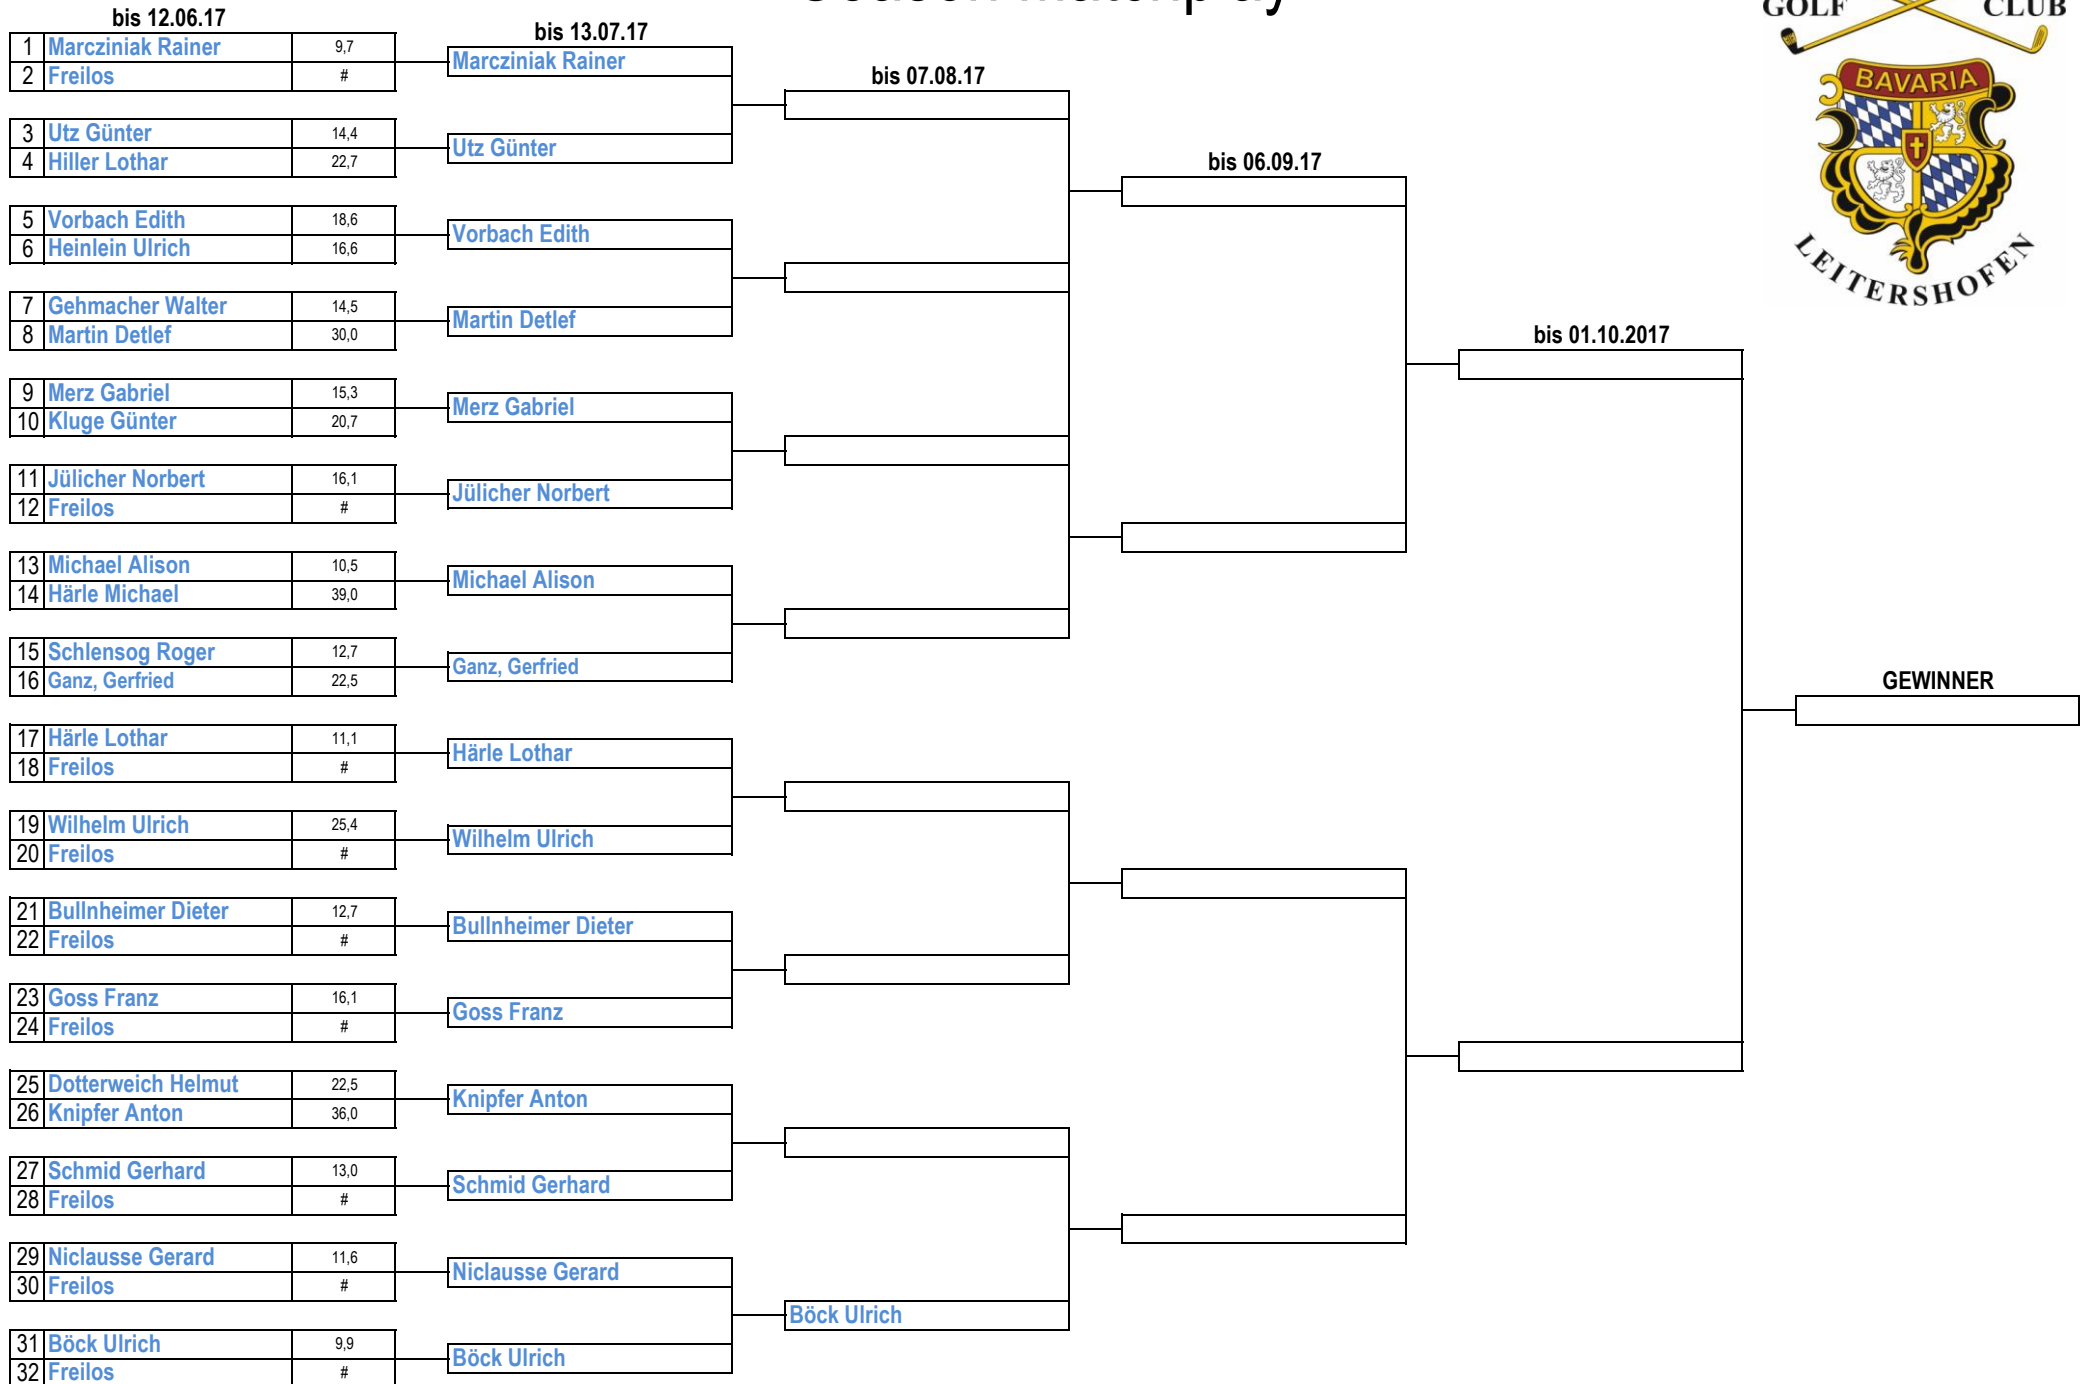 bis 12.06.17
1 Marcziniak Rainer 9,7
2 Freilos #
3 Utz Günter 14,4
4 Hiller Lothar 22,7
5 Vorbach Edith 18,6
6 Heinlein Ulrich 16,6
7 Gehmacher Walter 14,5
8 Martin Detlef 30,0
9 Merz Gabriel 15,3
10 Kluge Günter 20,7
11 Jülicher Norbert 16,1
12 Freilos #
13 Michael Alison 10,5
14 Härle Michael 39,0
15 Schlensog Roger 12,7
16 Ganz, Gerfried 22,5
17 Härle Lothar 11,1
18 Freilos #
19 Wilhelm Ulrich 25,4
20 Freilos #
21 Bullnheimer Dieter 12,7
22 Freilos #
23 Goss Franz 16,1
24 Freilos #
25 Dotterweich Helmut 22,5
26 Knipfer Anton 36,0
27 Schmid Gerhard 13,0
28 Freilos #
29 Niclausse Gerard 11,6
30 Freilos #
31 Böck Ulrich 9,9
32 Freilos #
bis 13.07.17
Marcziniak Rainer
Utz Günter
Vorbach Edith
Martin Detlef
Merz Gabriel
Jülicher Norbert
Michael Alison
Ganz, Gerfried
Härle Lothar
Wilhelm Ulrich
Bullnheimer Dieter
Goss Franz
Knipfer Anton
Schmid Gerhard
Niclausse Gerard
Böck Ulrich
bis 07.08.17
Böck Ulrich
bis 06.09.17
bis 01.10.2017
GEWINNER
GOLF CLUB
BAVARIA
LEITERSHOFEN